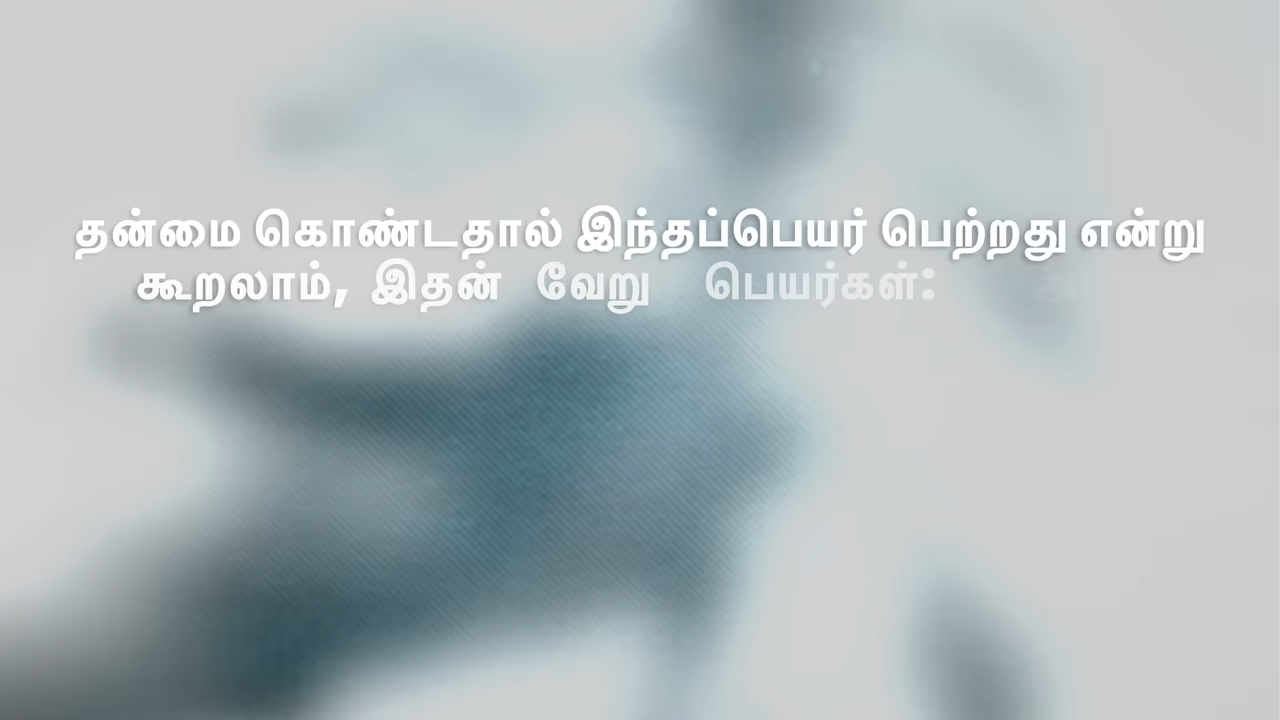 தன்மை கொண்டதால் இந்தப்பெயர் பெற்றது என்று
கூறலாம், இதன் வேறு பெயர்கள்: